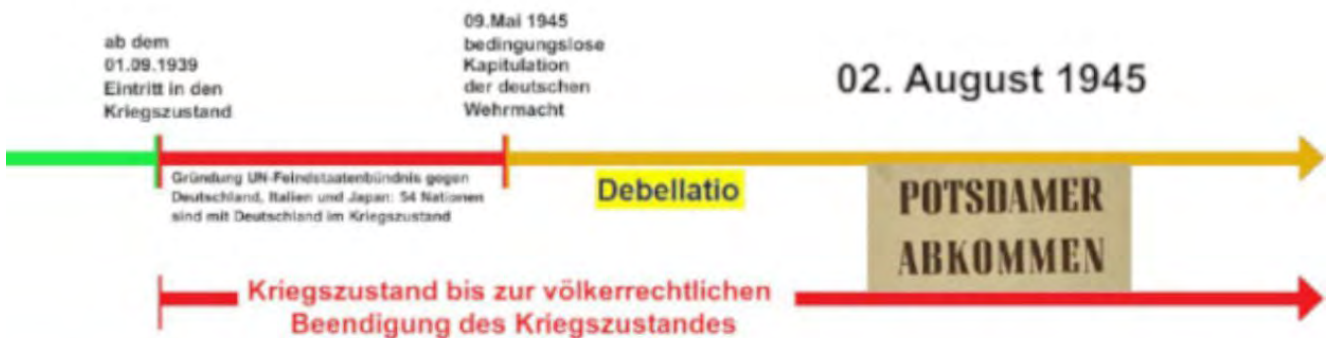 ab dem
01.09.1939
Eintritt in den
Kriegszustand
09.Mai 1945
bedingungslose
Kapitulation
der deutschen
Wehrmacht
02. August 1945
Gründung UN-Feindstaatenbündnis gegen
Deutschland, Italien und Japan: 54 Nationen
sind mit Deutschland im Kriegszustand
Debellatio
POTSDAMER
ABKOMMEN
Kriegszustand bis zur völkerrechtlichen
Beendigung des Kriegszustandes